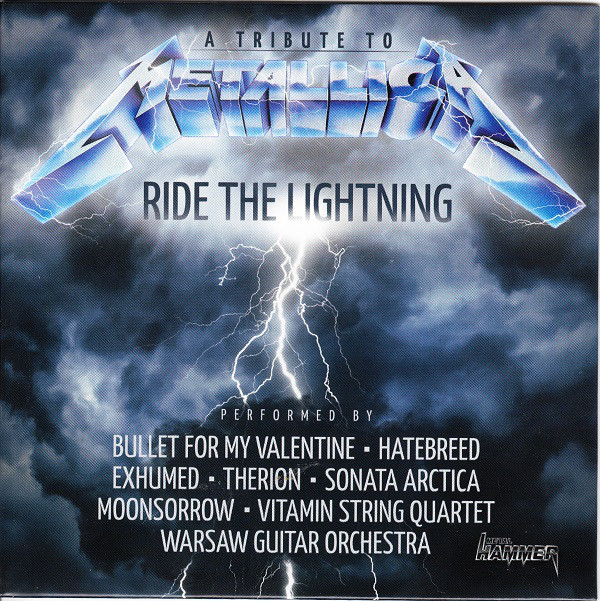 A TRIBUTE TO
METALLICA
RIDE THE LIGHTNING
PERFORMED BY
BULLET FOR MY VALENTINE ▪ HATEBREED
EXHUMED ▪ THERION ▪ SONATA ARCTICA
MOONSORROW ▪ VITAMIN STRING QUARTET
WARSAW GUITAR ORCHESTRA
METAL
HAMMER